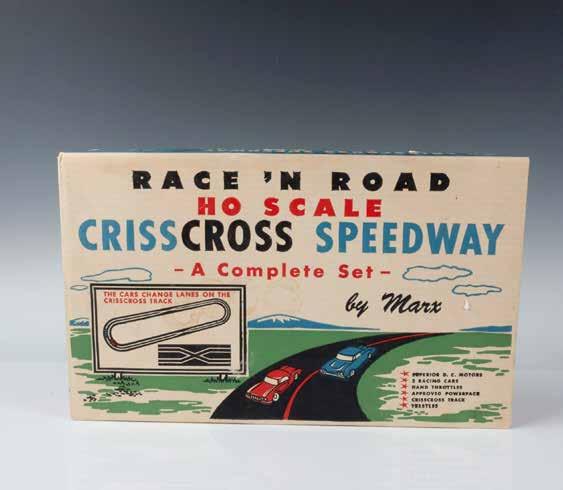 RACE 'N ROAD
HO SCALE
CRISSCROSS SPEEDWAY
- A Complete Set -
by Marx
THE CARS CHANGE LANES ON THE
CRISSCROSS TRACK
SUPERIOR D.C. MOTORS
2 RACING CARS
HAND THROTTLES
APPROVED POWERPACK
CRISSCROSS TRACK
TRESTLES